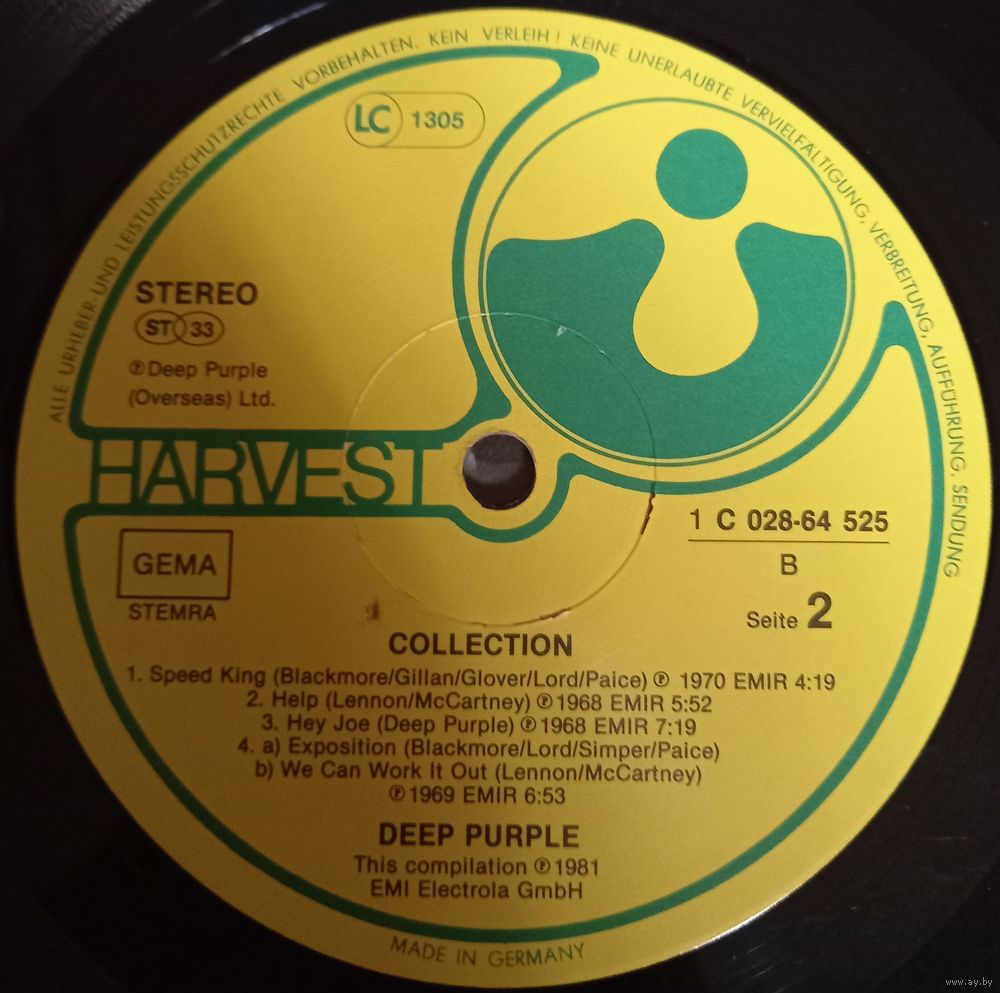 ALLE URHEBER- UND LEISTUNGSSCHUTZRECHTE VORBEHALTEN. KEIN VERLEIH! KEINE UNERLAUBTE VERVIELFÄLTIGUNG, VERBREITUNG, AUFFÜHRUNG, SENDUNG
LC 1305
STEREO
ST 33
℗ Deep Purple
(Overseas) Ltd.
HARVEST
GEMA
STEMRA
1 C 028-64 525
B
Seite 2
COLLECTION
1. Speed King (Blackmore/Gillan/Glover/Lord/Paice) ℗ 1970 EMIR 4:19
2. Help (Lennon/McCartney) ℗ 1968 EMIR 5:52
3. Hey Joe (Deep Purple) ℗ 1968 EMIR 7:19
4. a) Exposition (Blackmore/Lord/Simper/Paice)
b) We Can Work It Out (Lennon/McCartney)
℗ 1969 EMIR 6:53
DEEP PURPLE
This compilation ℗ 1981
EMI Electrola GmbH
MADE IN GERMANY
www.ay.by